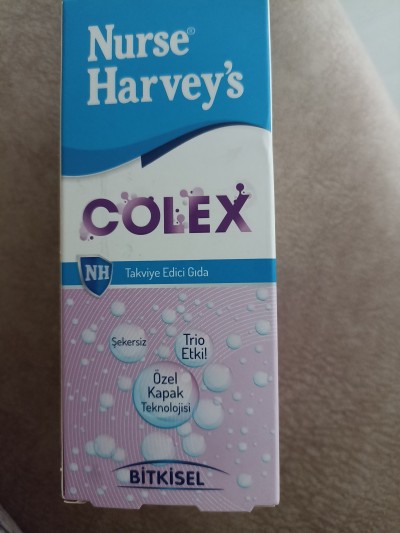 Nurse®
Harvey's
COLEX
NH
Takviye Edici Gıda
Şekersiz
Trio
Etki!
Özel
Kapak
Teknolojisi
BİTKİSEL